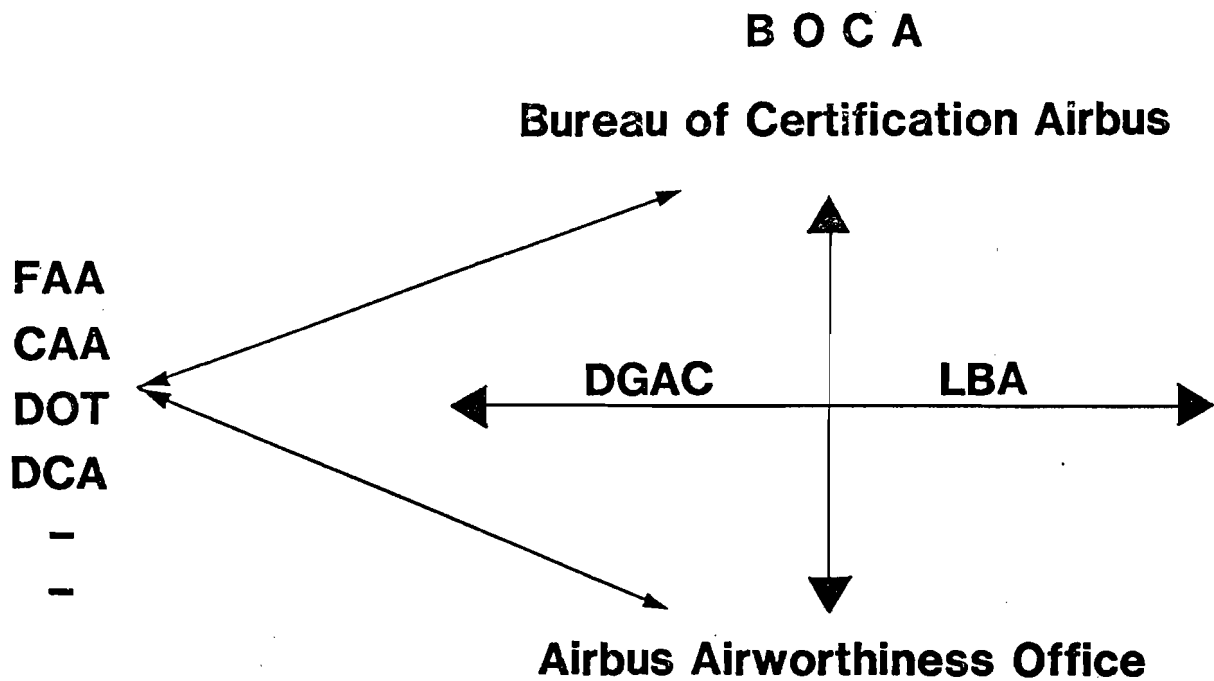 B O C A
Bureau of Certification Airbus
FAA
CAA
DOT
DCA
–
–
DGAC
LBA
Airbus Airworthiness Office